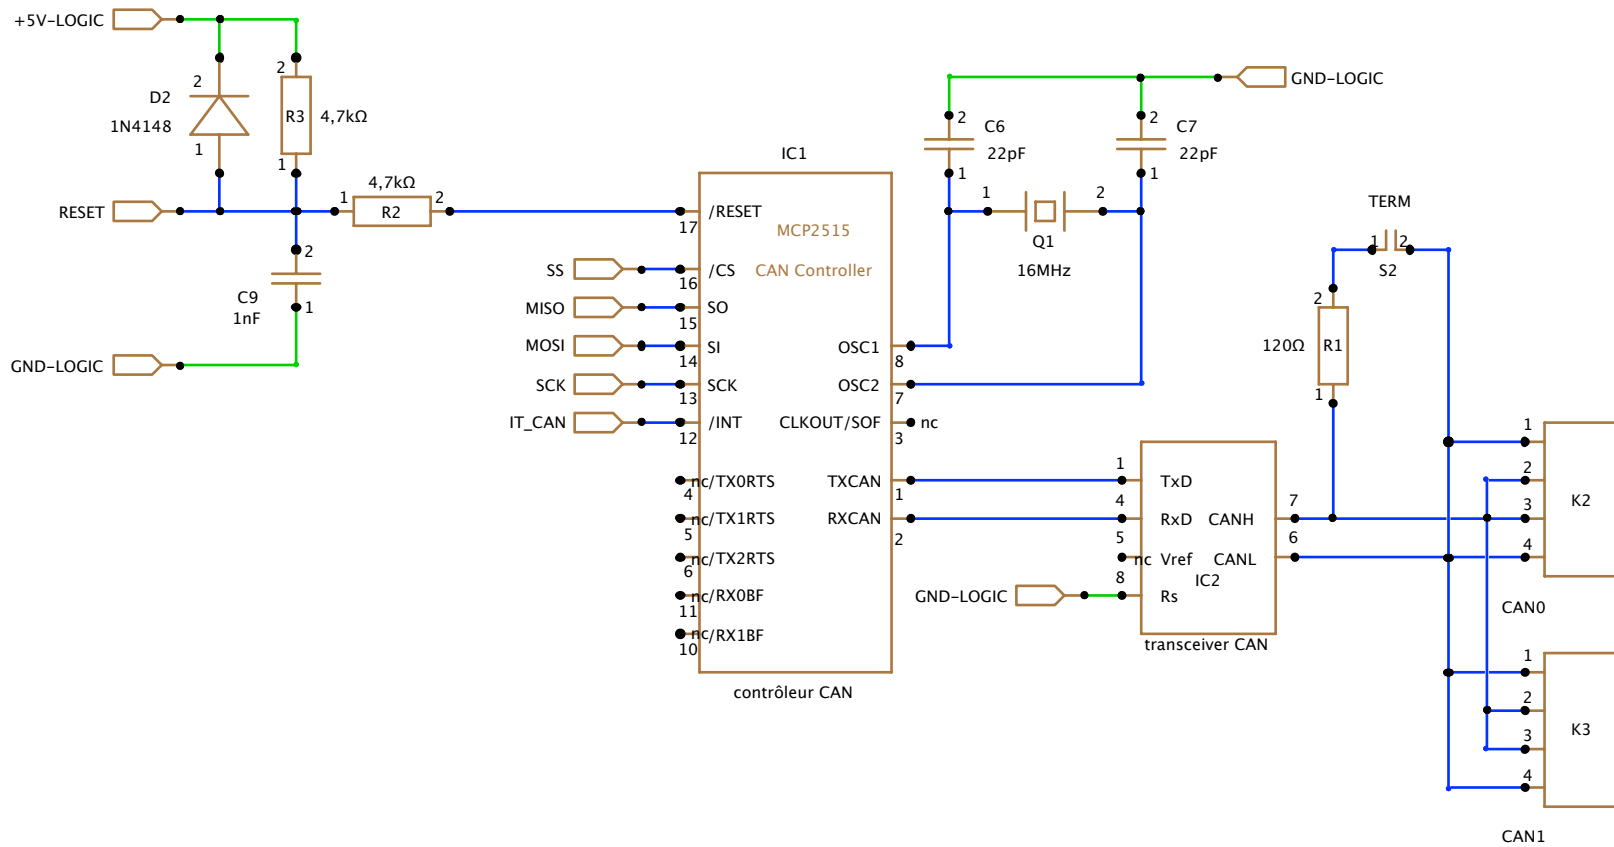 +5V-LOGIC
2
D2
1N4148
1
2
R3
4,7kΩ
1
RESET
1
4,7kΩ
R2
2
2
C9
1nF
1
GND-LOGIC
IC1
MCP2515
CAN Controller
/RESET
17
SS
/CS
16
MISO
SO
15
MOSI
SI
14
SCK
SCK
13
IT_CAN
/INT
12
nc/TX0RTS
4
nc/TX1RTS
5
nc/TX2RTS
6
nc/RX0BF
11
nc/RX1BF
10
OSC1
8
OSC2
7
CLKOUT/SOF
nc
3
TXCAN
1
RXCAN
2
contrôleur CAN
GND-LOGIC
2
C6
22pF
1
2
C7
22pF
1
1
2
Q1
16MHz
TERM
1
2
S2
2
120Ω
R1
1
1
TxD
4
RxD
CANH
7
5
nc
Vref
CANL
6
IC2
GND-LOGIC
8
Rs
transceiver CAN
1
2
3
4
K2
CAN0
1
2
3
4
K3
CAN1